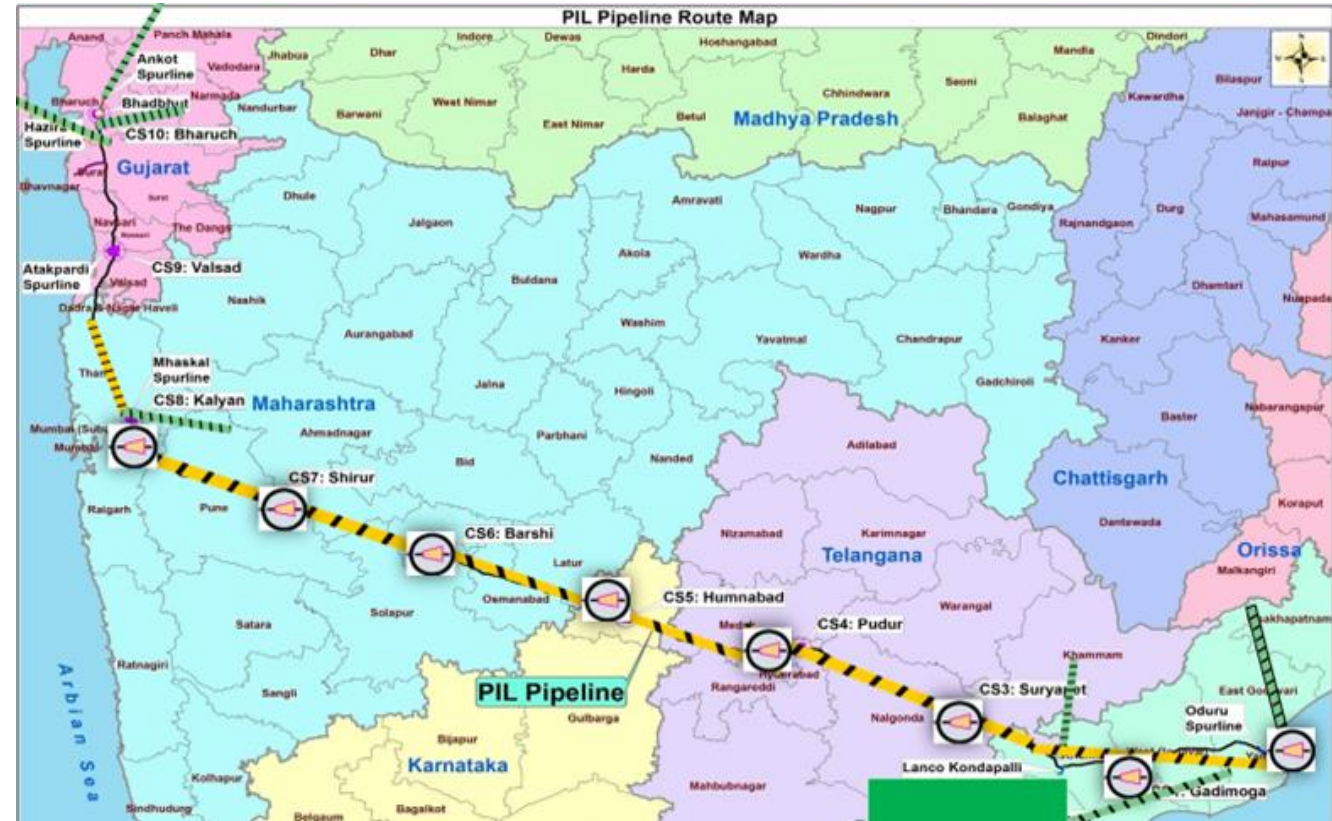 PIL Pipeline Route Map
Anand
Panch Mahala
Jhabua
Dhar
Indore
Dewas
Hoshangabad
Mandla
Dindori
Bilaspur
Ankot
Spurline
Vadodara
Harda
Seoni
Chhindwara
Kawardha
Janjgir - Champa
Bharuch
Bhadbhut
Narmada
Nandurbar
Barwani
West Nimar
East Nimar
Betul
Madhya Pradesh
Balaghat
Hazira
Spurline
CS10: Bharuch
Gujarat
Raipur
Bhavnagar
Surat
Dhule
Jalgaon
Amravati
Nagpur
Bhandara
Gondiya
Rajnandgaon
Durg
Mahasamund
Navsari
The Dangs
Akola
Wardha
Atakpardi
Spurline
CS9: Valsad
Valsad
Buldana
Dhamtari
Dadra & Nagar Haveli
Nashik
Aurangabad
Washim
Yavatmal
Chandrapur
Kanker
Mhaskal
Spurline
Jalna
Hingoli
Gadchiroli
CS8: Kalyan
Maharashtra
Baster
Nabarangpur
Mumbai
Ahmadnagar
Parbhani
Adilabad
Bid
Nanded
CS7: Shirur
Chattisgarh
Raigarh
Pune
Koraput
CS6: Barshi
Nizamabad
Karimnagar
Dantewada
Latur
Telangana
Orissa
Malkangiri
Osmanabad
CS5: Humnabad
Solapur
Warangal
Satara
CS4: Pudur
Khammam
Ratnagiri
Rangareddi
CS3: Suryapet
East Godavari
Sangli
PIL Pipeline
Nalgonda
Oduru
Spurline
Gulbarga
Arbian Sea
Bijapur
Karnataka
Lanco Kondapalli
Kolhapur
Mahbubnagar
Gadimoga
Sindhudung
Belgaum
Bagalkot